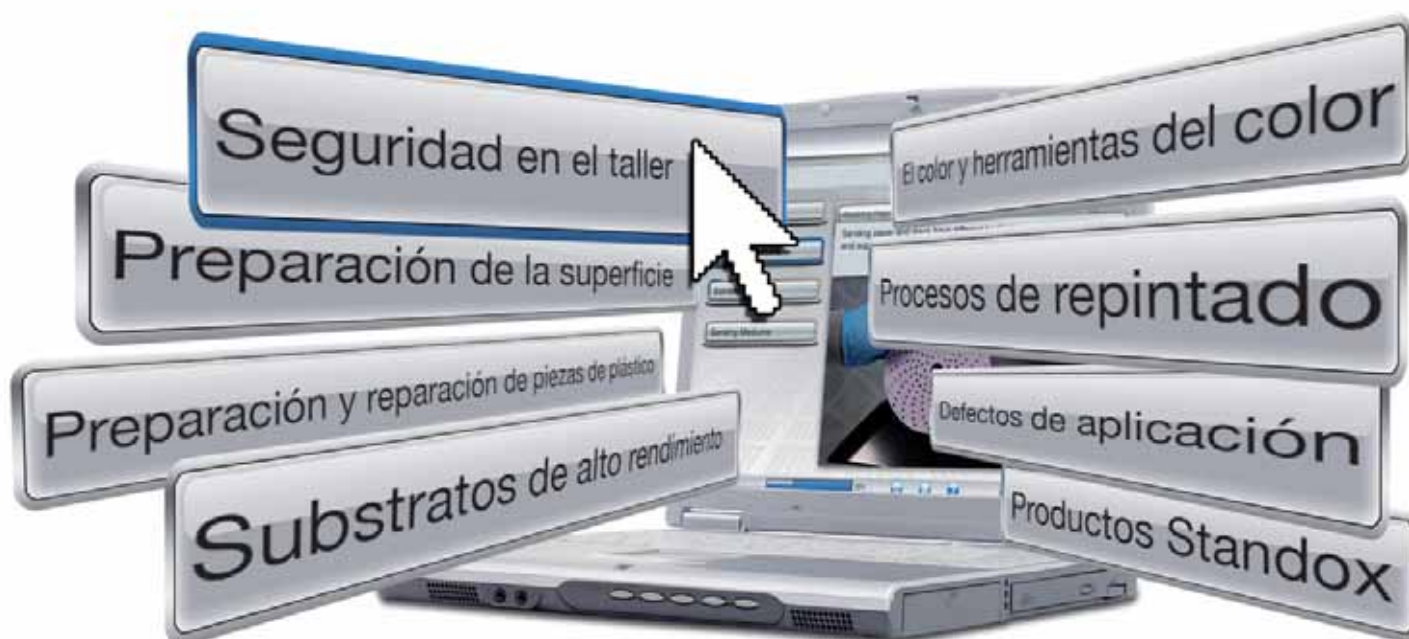 Seguridad en el taller
Preparación de la superficie
Preparación y reparación de piezas de plástico
Substratos de alto rendimiento
El color y herramientas del color
Procesos de repintado
Defectos de aplicación
Productos Standox